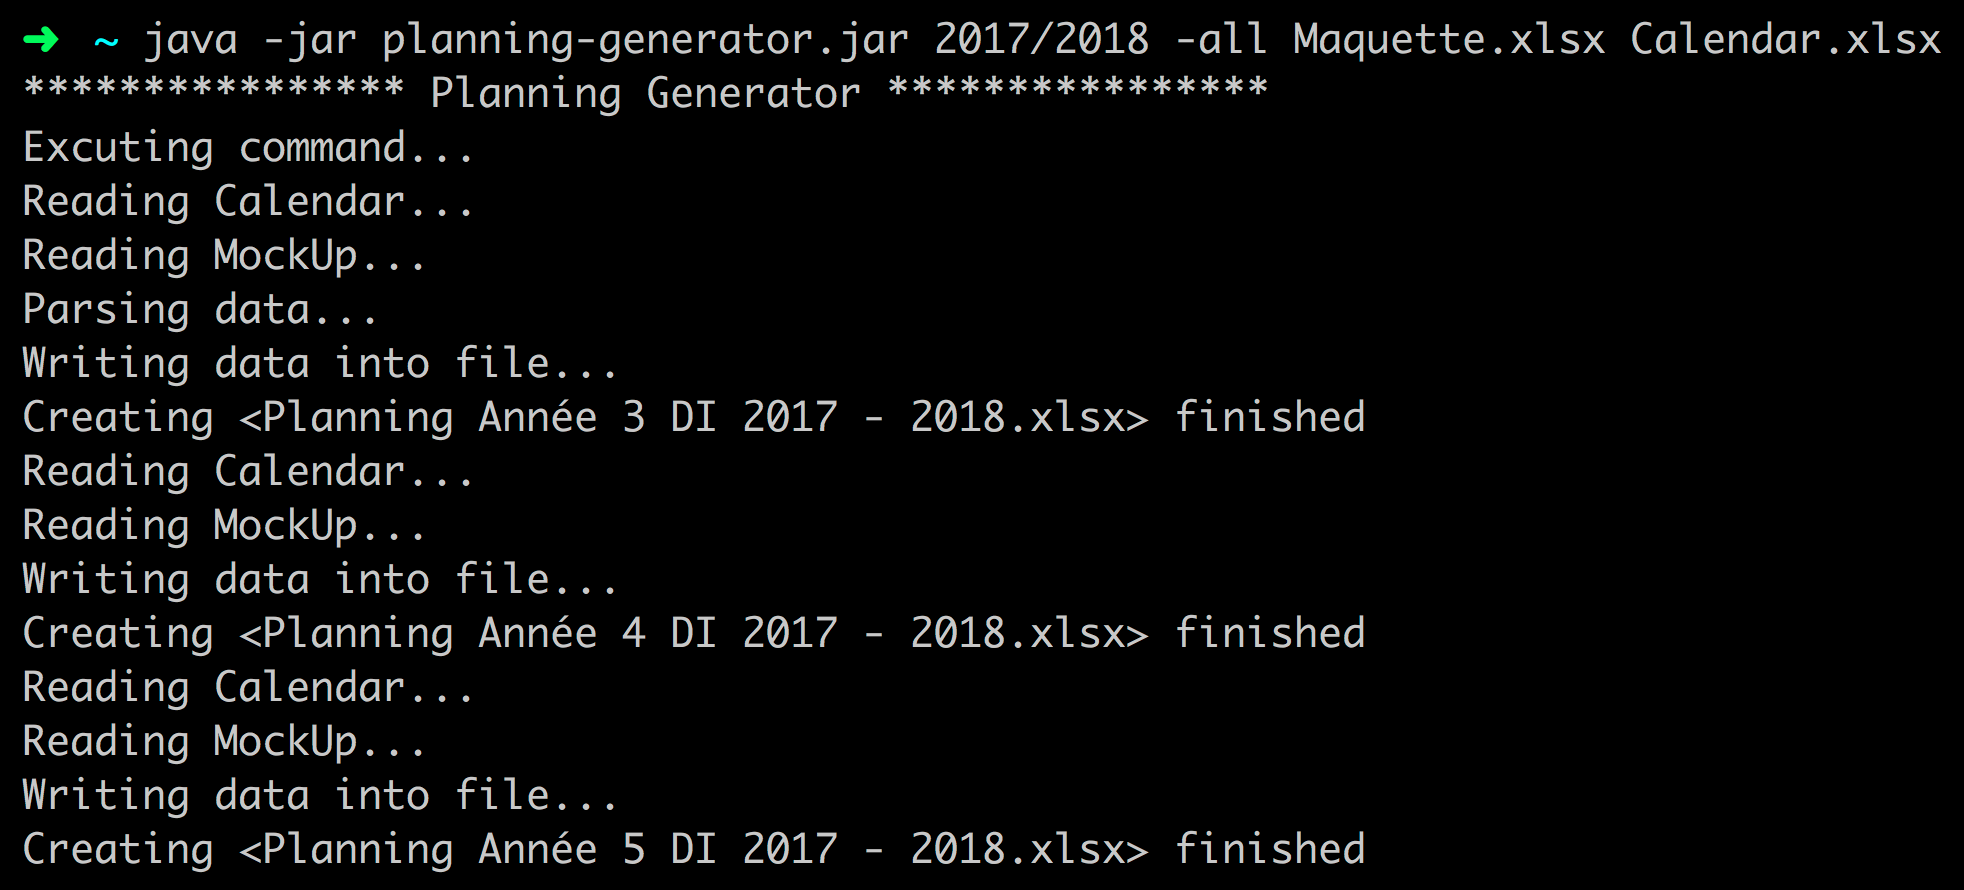 ➜ ~ java -jar planning-generator.jar 2017/2018 -all Maquette.xlsx Calendar.xlsx
**************** Planning Generator ****************
Excuting command...
Reading Calendar...
Reading MockUp...
Parsing data...
Writing data into file...
Creating <Planning Année 3 DI 2017 - 2018.xlsx> finished
Reading Calendar...
Reading MockUp...
Writing data into file...
Creating <Planning Année 4 DI 2017 - 2018.xlsx> finished
Reading Calendar...
Reading MockUp...
Writing data into file...
Creating <Planning Année 5 DI 2017 - 2018.xlsx> finished